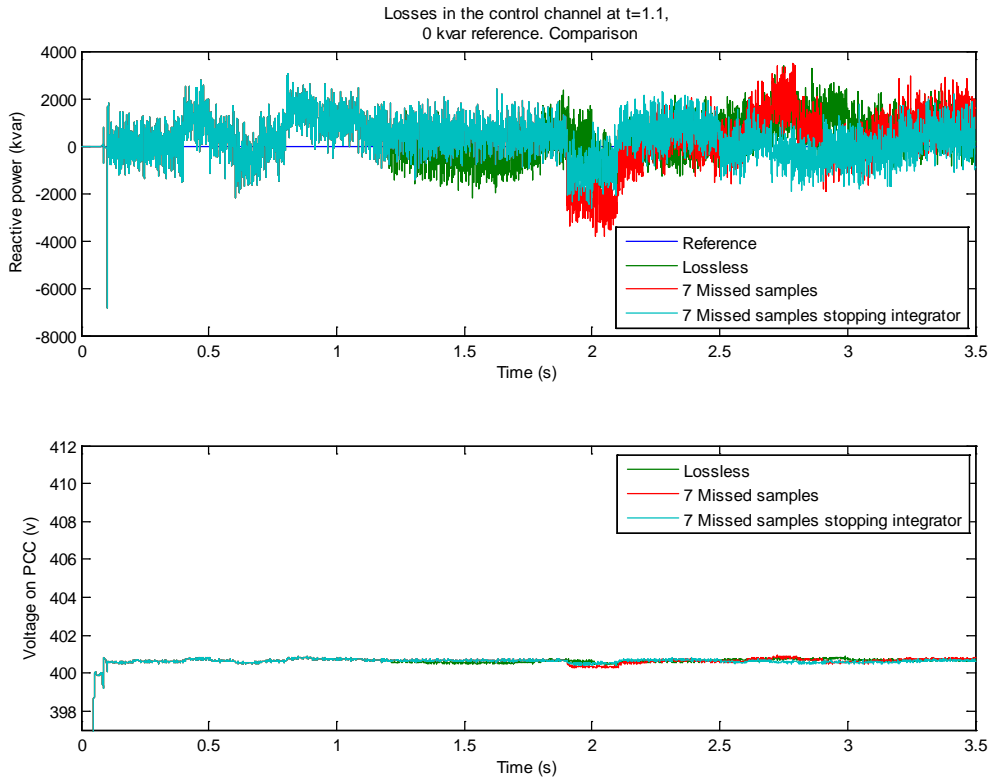 Losses in the control channel at t=1.1,
0 kvar reference. Comparison
4000
2000
0
-2000
-4000
-6000
-8000
Reactive power (kvar)
Reference
Lossless
7 Missed samples
7 Missed samples stopping integrator
0 0.5 1 1.5 2 2.5 3 3.5
Time (s)
412
410
408
406
404
402
400
398
Voltage on PCC (v)
Lossless
7 Missed samples
7 Missed samples stopping integrator
0 0.5 1 1.5 2 2.5 3 3.5
Time (s)